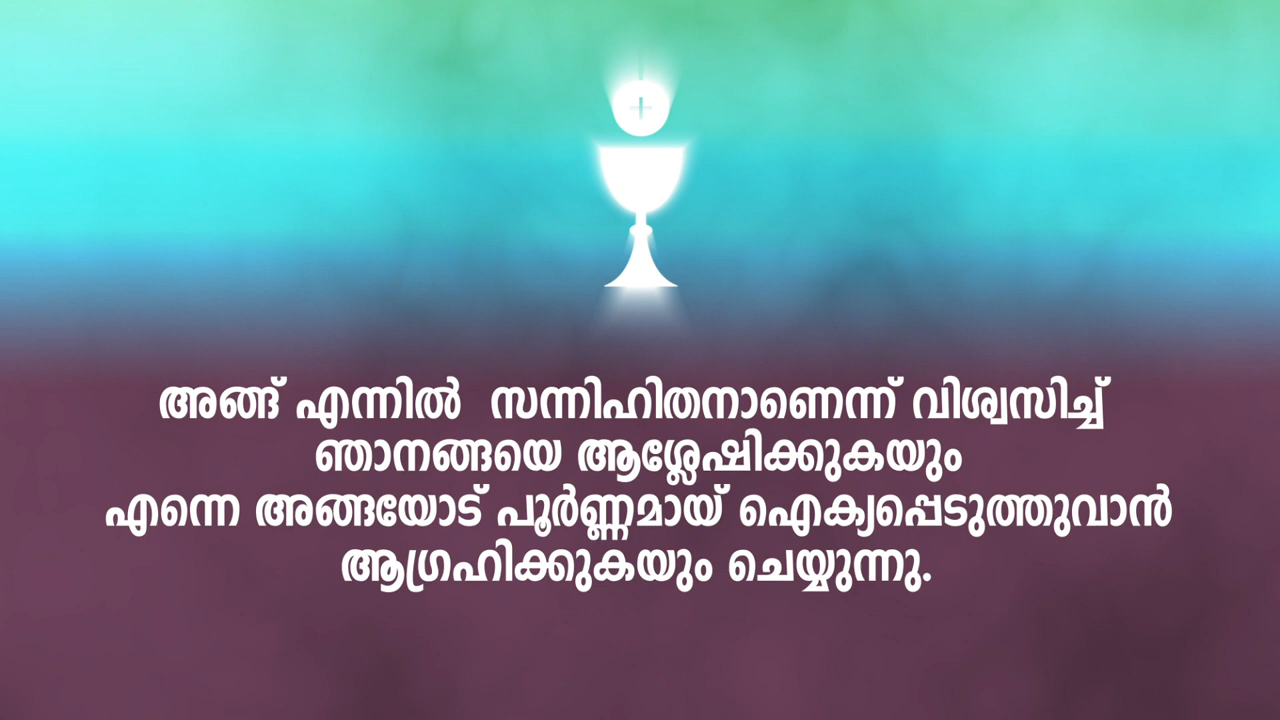 അങ്ങ് എന്നിൽ സന്നിഹിതനാണെന്ന് വിശ്വസിച്ച്
ഞാനങ്ങയെ ആശ്ലേഷിക്കുകയും
എന്നെ അങ്ങയോട് പൂർണ്ണമായ് ഐക്യപ്പെടുത്തുവാൻ
ആഗ്രഹിക്കുകയും ചെയ്യുന്നു.